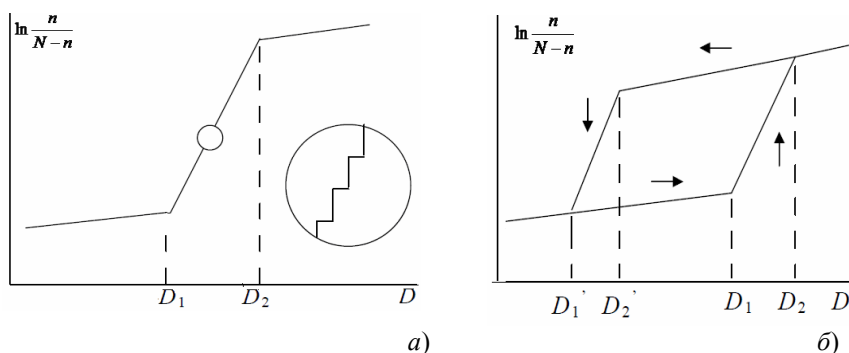 ln n/(N−n)
D₁ D₂ D
а)
ln n/(N−n)
D₁’ D₂’ D₁ D₂ D
б)